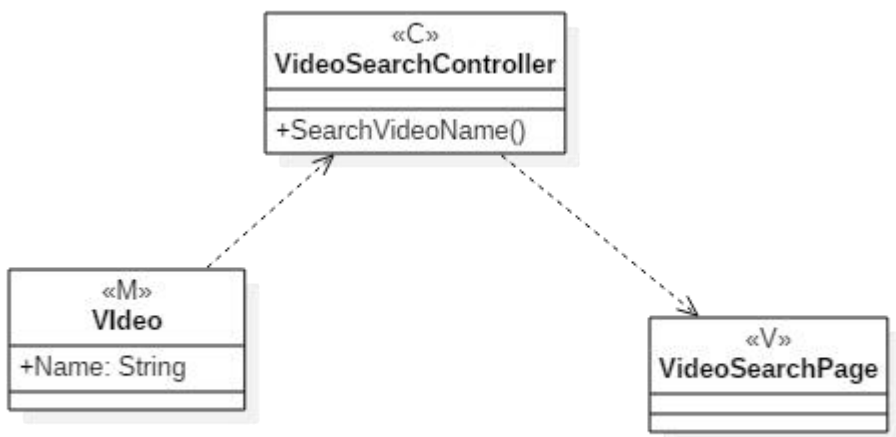 «C»
VideoSearchController
+SearchVideoName()
«M»
VIdeo
+Name: String
«V»
VideoSearchPage